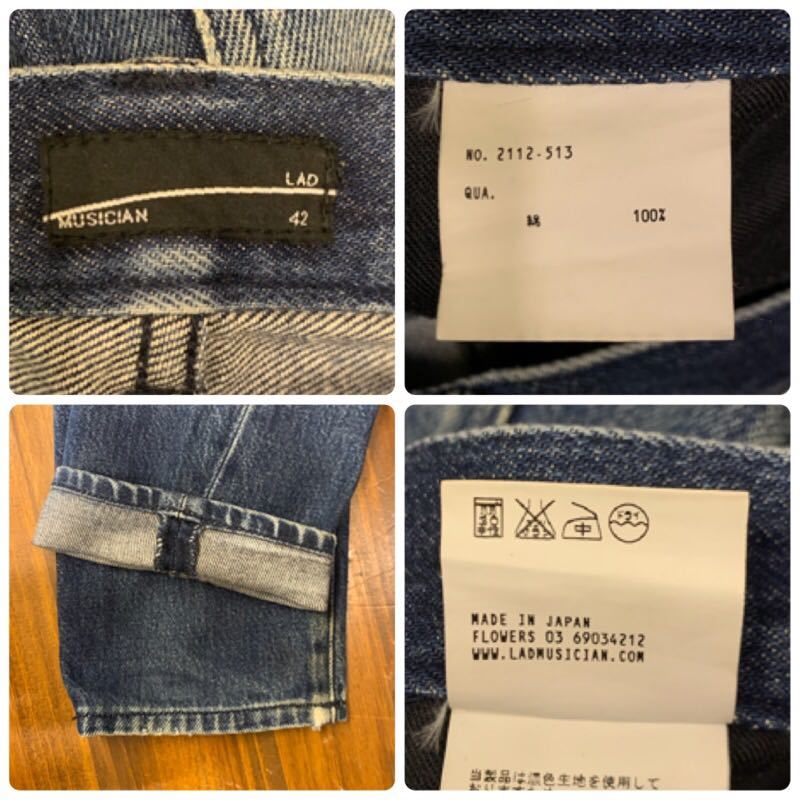 LAD
MUSICIAN 42
NO. 2112-513
QUA.
綿 100%
中 ドライ
MADE IN JAPAN
FLOWERS 03 69034212
WWW.LADMUSICIAN.COM
当製品は濃色生地を使用して